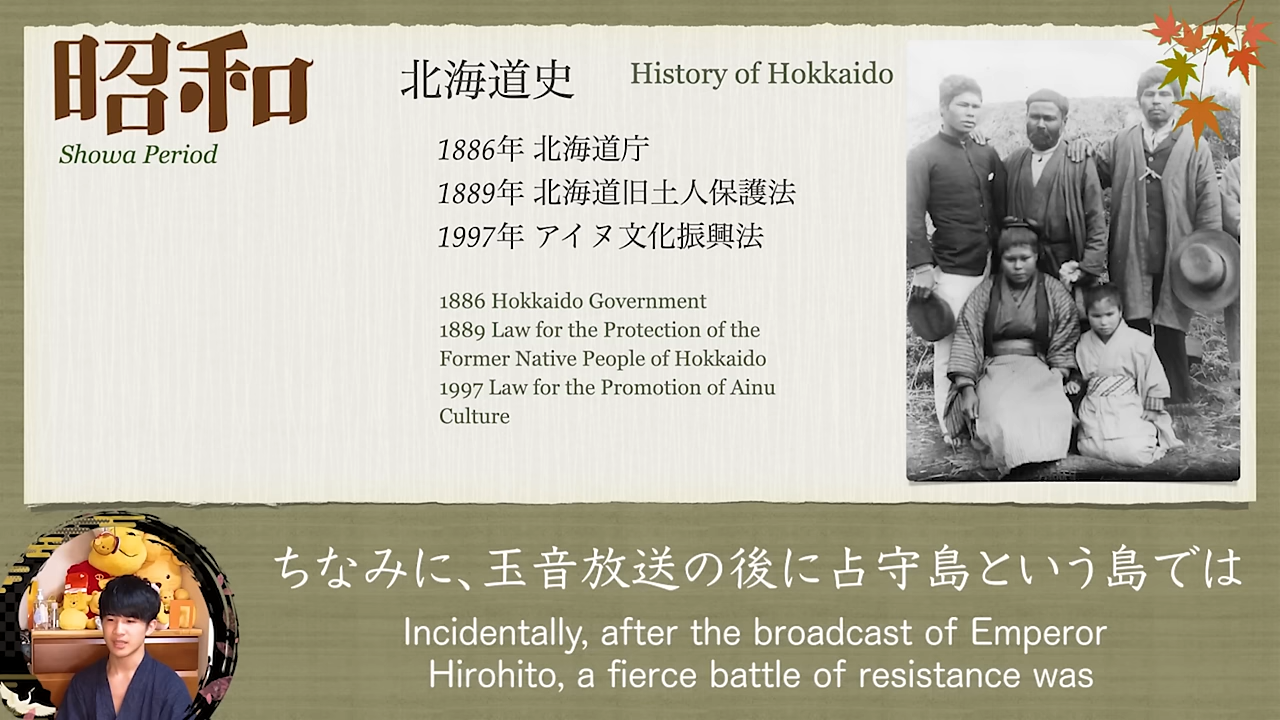 昭和
Showa Period
北海道史
History of Hokkaido
1886年 北海道庁
1889年 北海道旧土人保護法
1997年 アイヌ文化振興法
1886 Hokkaido Government
1889 Law for the Protection of the
Former Native People of Hokkaido
1997 Law for the Promotion of Ainu
Culture
ちなみに、玉音放送の後に占守島という島では
Incidentally, after the broadcast of Emperor
Hirohito, a fierce battle of resistance was